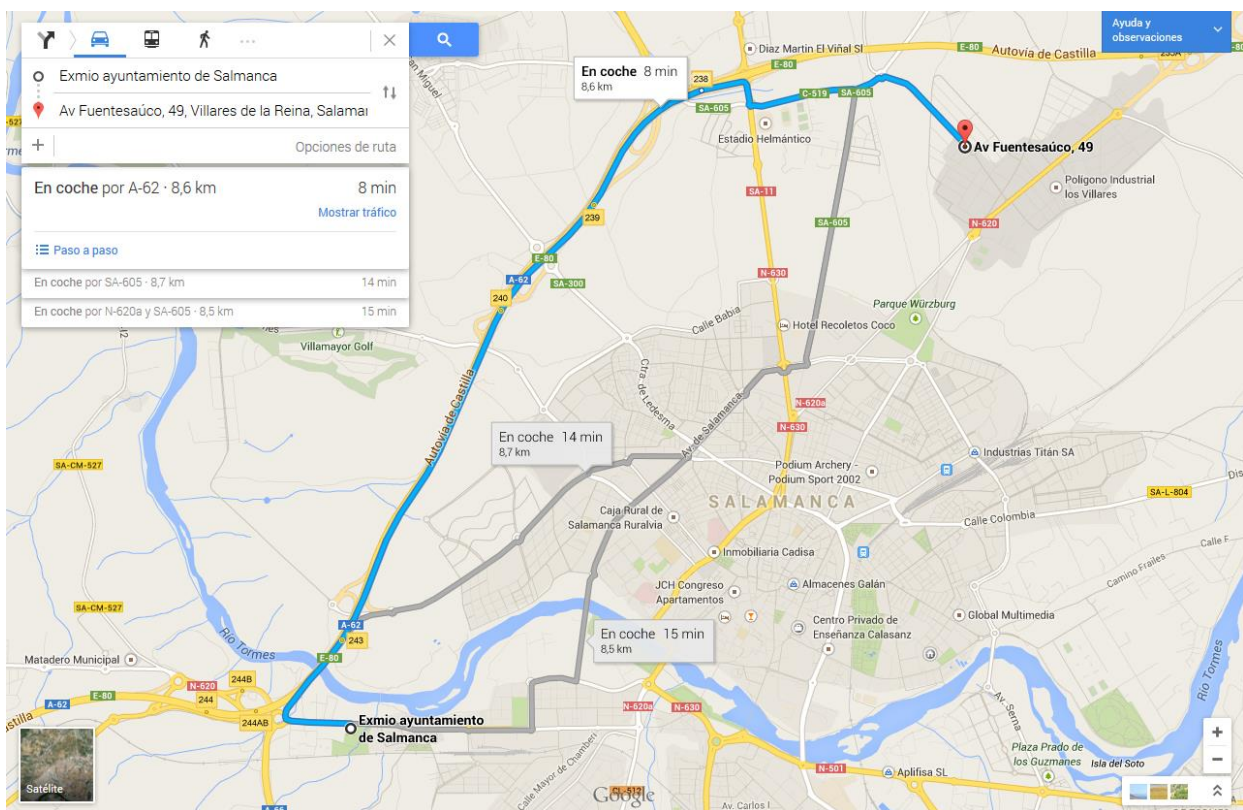 Exmio ayuntamiento de Salmanca
Av Fuentesaúco, 49, Villares de la Reina, Salamar
Opciones de ruta
En coche por A-62 · 8,6 km
8 min
Mostrar tráfico
Paso a paso
En coche por SA-605 · 8,7 km
14 min
En coche por N-620a y SA-605 · 8,5 km
15 min
Ayuda y
observaciones
Diaz Martin El Viñal Sl
E-80
Autovía de Castilla
E-80
En coche 8 min
8,6 km
238
E-80
SA-605
C-519
SA-605
Estadio Helmántico
Av Fuentesaúco, 49
Polígono Industrial
los Villares
SA-11
239
SA-605
N-620
E-80
A-62
SA-300
N-630
240
Parque Würzburg
Calle Babia
Hotel Recoletos Coco
Villamayor Golf
Ctra. de Ledesma
Autovía de Castilla
N-620a
N-630
Av. de Salamanca
En coche 14 min
8,7 km
Industrias Titán SA
SA-CM-527
Podium Archery -
Podium Sport 2002
SALAMANCA
SA-L-804
Caja Rural de
Salamanca Ruralvia
Calle Colombia
Inmobiliaria Cadisa
Calle F
Camino Frailes
JCH Congreso
Apartamentos
Almacenes Galán
SA-CM-527
Global Multimedia
A-62
243
En coche 15 min
8,5 km
Centro Privado de
Enseñanza Calasanz
Río Tormes
E-80
Matadero Municipal
N-620
244B
244
E-80
A-62
244AB
Exmio ayuntamiento
de Salmanca
N-620a
N-630
Av. Serna
Río Tormes
Plaza Prado de
los Guzmanes
Isla del Soto
Calle Mayor de Chamberí
N-501
Aplifisa SL
Satélite
CL-512
Google
Av. Carlos I